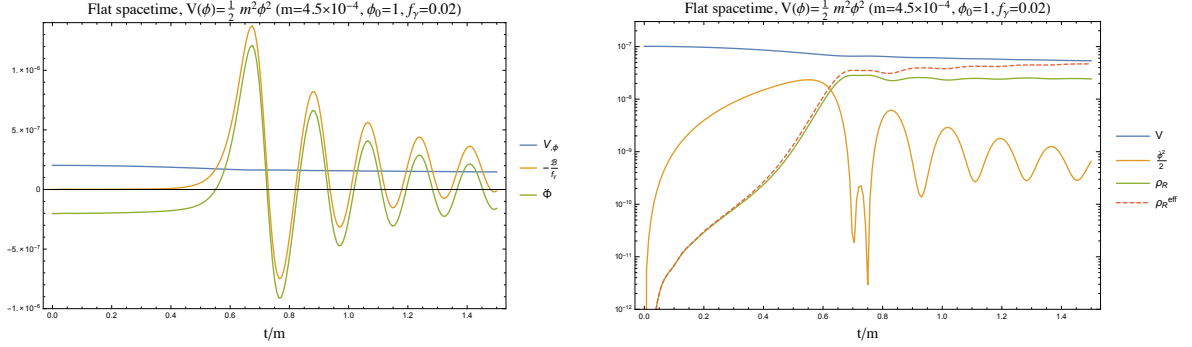 Flat spacetime, V(ϕ)=½ m²ϕ² (m=4.5×10⁻⁴, ϕ₀=1, f_γ=0.02)
1.×10⁻⁶
5.×10⁻⁷
0
-5.×10⁻⁷
-1.×10⁻⁶
0.0 0.2 0.4 0.6 0.8 1.0 1.2 1.4
t/m
V,ϕ
-ℬ/f_γ
ϕ̈
Flat spacetime, V(ϕ)=½ m²ϕ² (m=4.5×10⁻⁴, ϕ₀=1, f_γ=0.02)
10⁻⁷
10⁻⁸
10⁻⁹
10⁻¹⁰
10⁻¹¹
10⁻¹²
0.0 0.2 0.4 0.6 0.8 1.0 1.2 1.4
t/m
V
ϕ̇²/2
ρ_R
ρ_R^eff